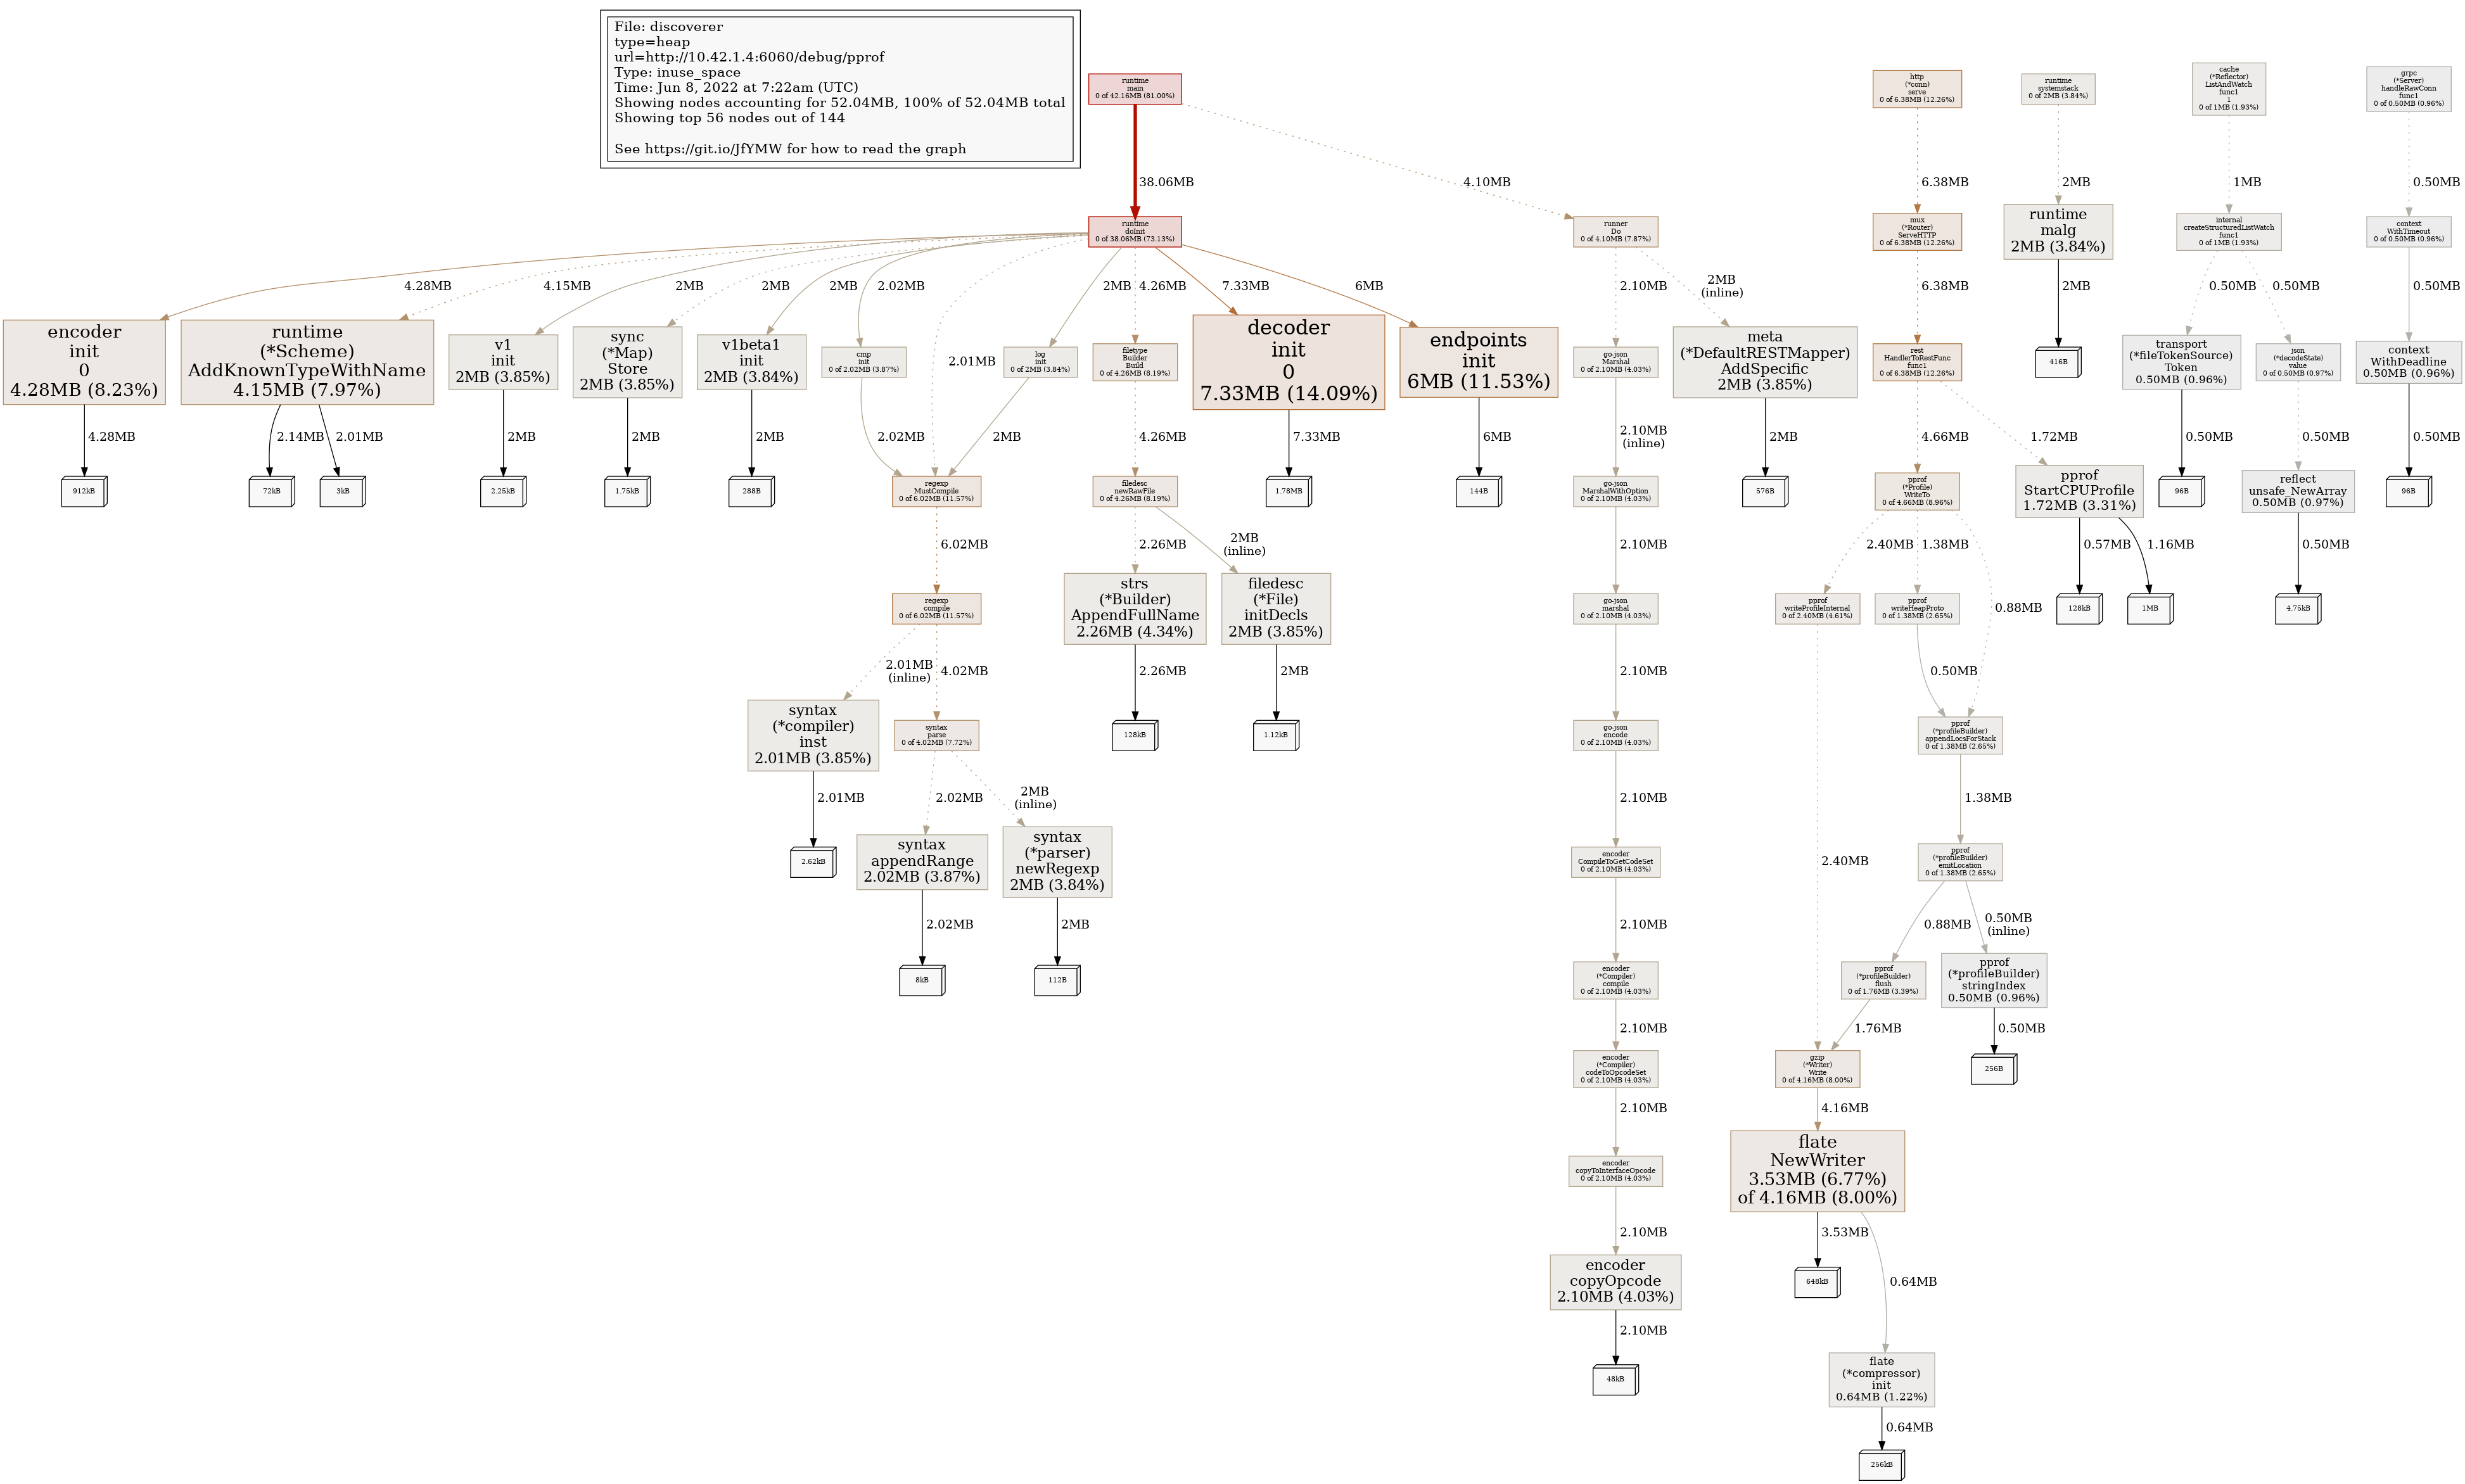 File: discoverer
type=heap
url=http://10.42.1.4:6060/debug/pprof
Type: inuse_space
Time: Jun 8, 2022 at 7:22am (UTC)
Showing nodes accounting for 52.04MB, 100% of 52.04MB total
Showing top 56 nodes out of 144
See https://git.io/JfYMW for how to read the graph
runtime
main
0 of 42.16MB (81.00%)
http
(*conn)
serve
0 of 6.38MB (12.26%)
runtime
systemstack
0 of 2MB (3.84%)
cache
(*Reflector)
ListAndWatch
func1
1
0 of 1MB (1.93%)
grpc
(*Server)
handleRawConn
func1
0 of 0.50MB (0.96%)
38.06MB
4.10MB
6.38MB
2MB
1MB
0.50MB
runtime
doInit
0 of 38.06MB (73.13%)
runner
Do
0 of 4.10MB (7.87%)
mux
(*Router)
ServeHTTP
0 of 6.38MB (12.26%)
runtime
malg
2MB (3.84%)
internal
createStructuredListWatch
func1
0 of 1MB (1.93%)
context
WithTimeout
0 of 0.50MB (0.96%)
4.28MB
4.15MB
2MB
2MB
2MB
2.02MB
2.01MB
2MB
4.26MB
7.33MB
6MB
2.10MB
2MB
(inline)
6.38MB
2MB
0.50MB
0.50MB
0.50MB
encoder
init
0
4.28MB (8.23%)
runtime
(*Scheme)
AddKnownTypeWithName
4.15MB (7.97%)
v1
init
2MB (3.85%)
sync
(*Map)
Store
2MB (3.85%)
v1beta1
init
2MB (3.84%)
cmp
init
0 of 2.02MB (3.87%)
log
init
0 of 2MB (3.84%)
filetype
Builder
Build
0 of 4.26MB (8.19%)
decoder
init
0
7.33MB (14.09%)
endpoints
init
6MB (11.53%)
go-json
Marshal
0 of 2.10MB (4.03%)
meta
(*DefaultRESTMapper)
AddSpecific
2MB (3.85%)
rest
HandlerToRestFunc
func1
0 of 6.38MB (12.26%)
416B
transport
(*fileTokenSource)
Token
0.50MB (0.96%)
json
(*decodeState)
value
0 of 0.50MB (0.97%)
context
WithDeadline
0.50MB (0.96%)
4.28MB
2.14MB
2.01MB
2MB
2MB
2MB
2.02MB
2MB
4.26MB
7.33MB
6MB
2.10MB
(inline)
2MB
4.66MB
1.72MB
0.50MB
0.50MB
0.50MB
912kB
72kB
3kB
2.25kB
1.75kB
288B
regexp
MustCompile
0 of 6.02MB (11.57%)
filedesc
newRawFile
0 of 4.26MB (8.19%)
1.78MB
144B
go-json
MarshalWithOption
0 of 2.10MB (4.03%)
576B
pprof
(*Profile)
WriteTo
0 of 4.66MB (8.96%)
pprof
StartCPUProfile
1.72MB (3.31%)
96B
reflect
unsafe_NewArray
0.50MB (0.97%)
96B
6.02MB
2.26MB
2MB
(inline)
2.10MB
2.40MB
1.38MB
0.88MB
0.57MB
1.16MB
0.50MB
regexp
compile
0 of 6.02MB (11.57%)
strs
(*Builder)
AppendFullName
2.26MB (4.34%)
filedesc
(*File)
initDecls
2MB (3.85%)
go-json
marshal
0 of 2.10MB (4.03%)
pprof
writeProfileInternal
0 of 2.40MB (4.61%)
pprof
writeHeapProto
0 of 1.38MB (2.65%)
128kB
1MB
4.75kB
2.01MB
(inline)
4.02MB
2.26MB
2MB
2.10MB
0.50MB
syntax
(*compiler)
inst
2.01MB (3.85%)
syntax
parse
0 of 4.02MB (7.72%)
128kB
1.12kB
go-json
encode
0 of 2.10MB (4.03%)
pprof
(*profileBuilder)
appendLocsForStack
0 of 1.38MB (2.65%)
2.01MB
2.02MB
2MB
(inline)
2.10MB
1.38MB
2.62kB
syntax
appendRange
2.02MB (3.87%)
syntax
(*parser)
newRegexp
2MB (3.84%)
encoder
CompileToGetCodeSet
0 of 2.10MB (4.03%)
2.40MB
pprof
(*profileBuilder)
emitLocation
0 of 1.38MB (2.65%)
2.02MB
2MB
2.10MB
0.88MB
0.50MB
(inline)
8kB
112B
encoder
(*Compiler)
compile
0 of 2.10MB (4.03%)
pprof
(*profileBuilder)
flush
0 of 1.76MB (3.39%)
pprof
(*profileBuilder)
stringIndex
0.50MB (0.96%)
2.10MB
1.76MB
0.50MB
encoder
(*Compiler)
codeToOpcodeSet
0 of 2.10MB (4.03%)
gzip
(*Writer)
Write
0 of 4.16MB (8.00%)
256B
2.10MB
4.16MB
encoder
copyToInterfaceOpcode
0 of 2.10MB (4.03%)
flate
NewWriter
3.53MB (6.77%)
of 4.16MB (8.00%)
2.10MB
3.53MB
0.64MB
encoder
copyOpcode
2.10MB (4.03%)
648kB
2.10MB
48kB
flate
(*compressor)
init
0.64MB (1.22%)
0.64MB
256kB